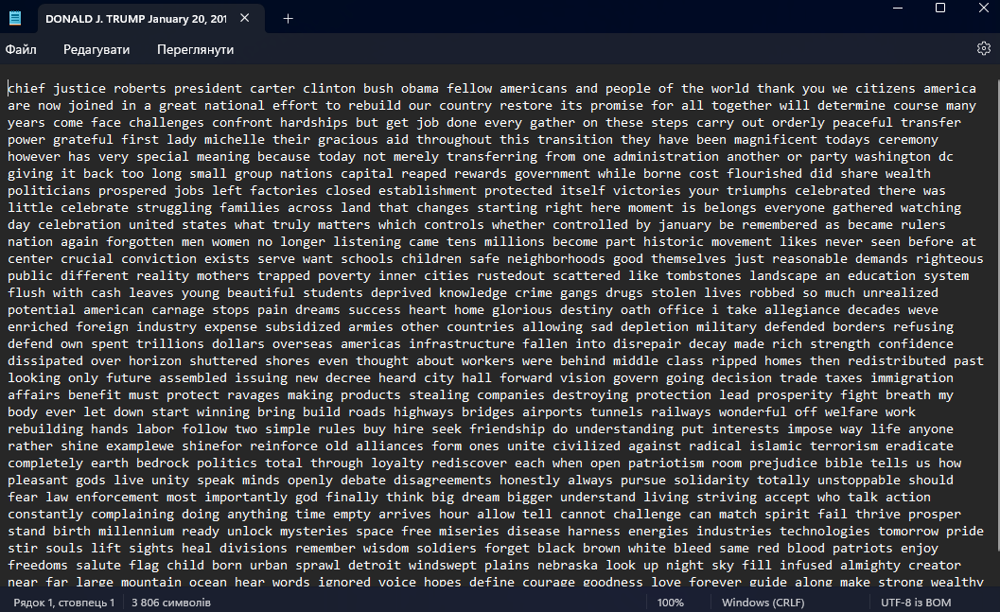 DONALD J. TRUMP January 20, 201
Файл Редагувати Переглянути
chief justice roberts president carter clinton bush obama fellow americans and people of the world thank you we citizens america
are now joined in a great national effort to rebuild our country restore its promise for all together will determine course many
years come face challenges confront hardships but get job done every gather on these steps carry out orderly peaceful transfer
power grateful first lady michelle their gracious aid throughout this transition they have been magnificent todays ceremony
however has very special meaning because today not merely transferring from one administration another or party washington dc
giving it back too long small group nations capital reaped rewards government while borne cost flourished did share wealth
politicians prospered jobs left factories closed establishment protected itself victories your triumphs celebrated there was
little celebrate struggling families across land that changes starting right here moment is belongs everyone gathered watching
day celebration united states what truly matters which controls whether controlled by january be remembered as became rulers
nation again forgotten men women no longer listening came tens millions become part historic movement likes never seen before at
center crucial conviction exists serve want schools children safe neighborhoods good themselves just reasonable demands righteous
public different reality mothers trapped poverty inner cities rustedout scattered like tombstones landscape an education system
flush with cash leaves young beautiful students deprived knowledge crime gangs drugs stolen lives robbed so much unrealized
potential american carnage stops pain dreams success heart home glorious destiny oath office i take allegiance decades weve
enriched foreign industry expense subsidized armies other countries allowing sad depletion military defended borders refusing
defend own spent trillions dollars overseas americas infrastructure fallen into disrepair decay made rich strength confidence
dissipated over horizon shuttered shores even thought about workers were behind middle class ripped homes then redistributed past
looking only future assembled issuing new decree heard city hall forward vision govern going decision trade taxes immigration
affairs benefit must protect ravages making products stealing companies destroying protection lead prosperity fight breath my
body ever let down start winning bring build roads highways bridges airports tunnels railways wonderful off welfare work
rebuilding hands labor follow two simple rules buy hire seek friendship do understanding put interests impose way life anyone
rather shine examplewe shinefor reinforce old alliances form ones unite civilized against radical islamic terrorism eradicate
completely earth bedrock politics total through loyalty rediscover each when open patriotism room prejudice bible tells us how
pleasant gods live unity speak minds openly debate disagreements honestly always pursue solidarity totally unstoppable should
fear law enforcement most importantly god finally think big dream bigger understand living striving accept who talk action
constantly complaining doing anything time empty arrives hour allow tell cannot challenge can match spirit fail thrive prosper
stand birth millennium ready unlock mysteries space free miseries disease harness energies industries technologies tomorrow pride
stir souls lift sights heal divisions remember wisdom soldiers forget black brown white bleed same red blood patriots enjoy
freedoms salute flag child born urban sprawl detroit windswept plains nebraska look up night sky fill infused almighty creator
near far large mountain ocean hear words ignored voice hopes define courage goodness love forever guide along make strong wealthy
Рядок 1, стовпець 1 3 806 символів 100% Windows (CRLF) UTF-8 із BOM